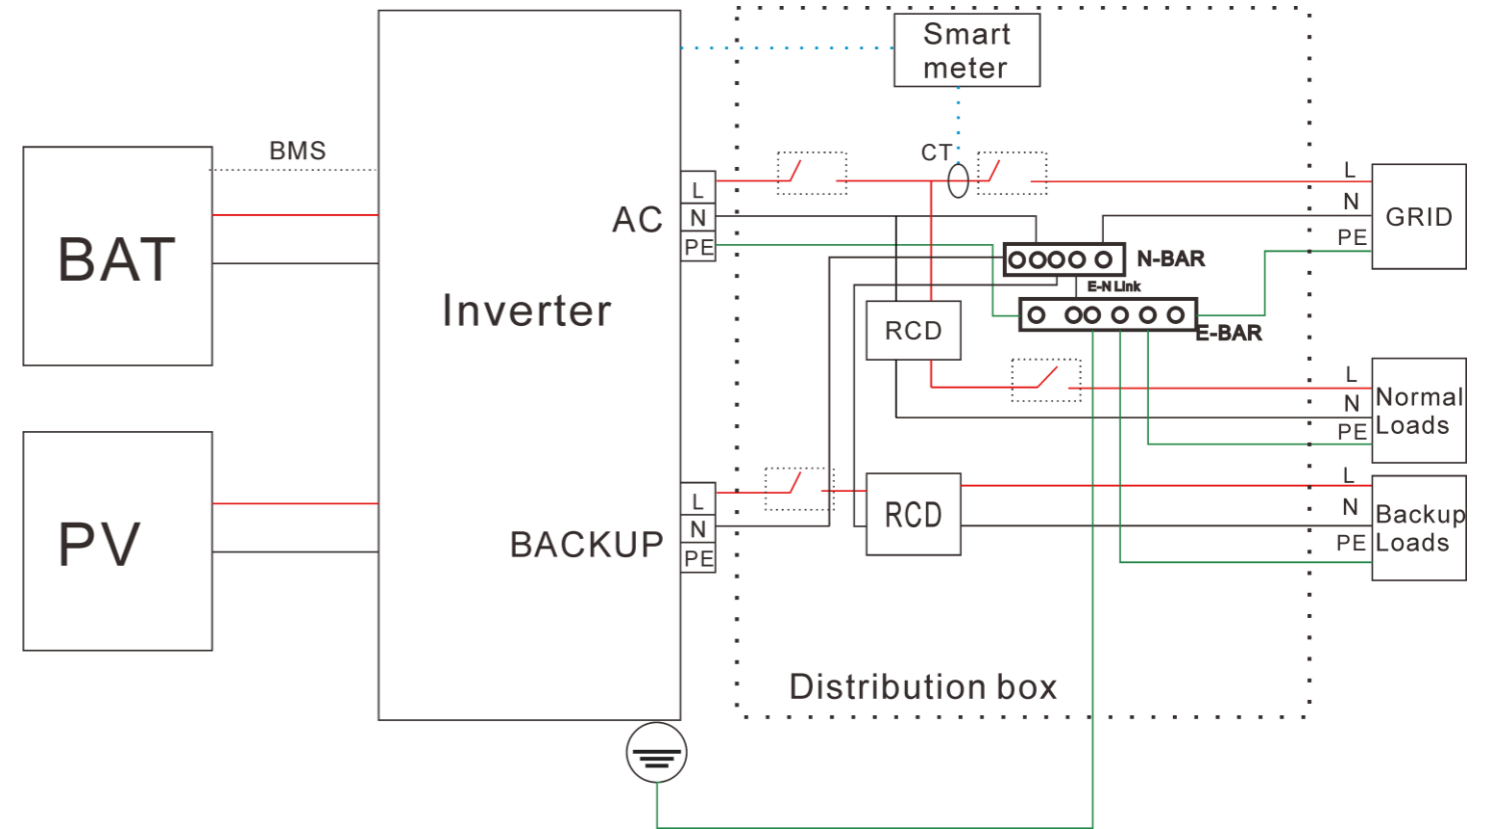 Smart
meter
BMS
CT
L
N
PE
GRID
AC
L
N
PE
BAT
N-BAR
E-N Link
Inverter
RCD
E-BAR
L
N
PE
Normal
Loads
PV
BACKUP
L
N
PE
RCD
L
N
PE
Backup
Loads
Distribution box